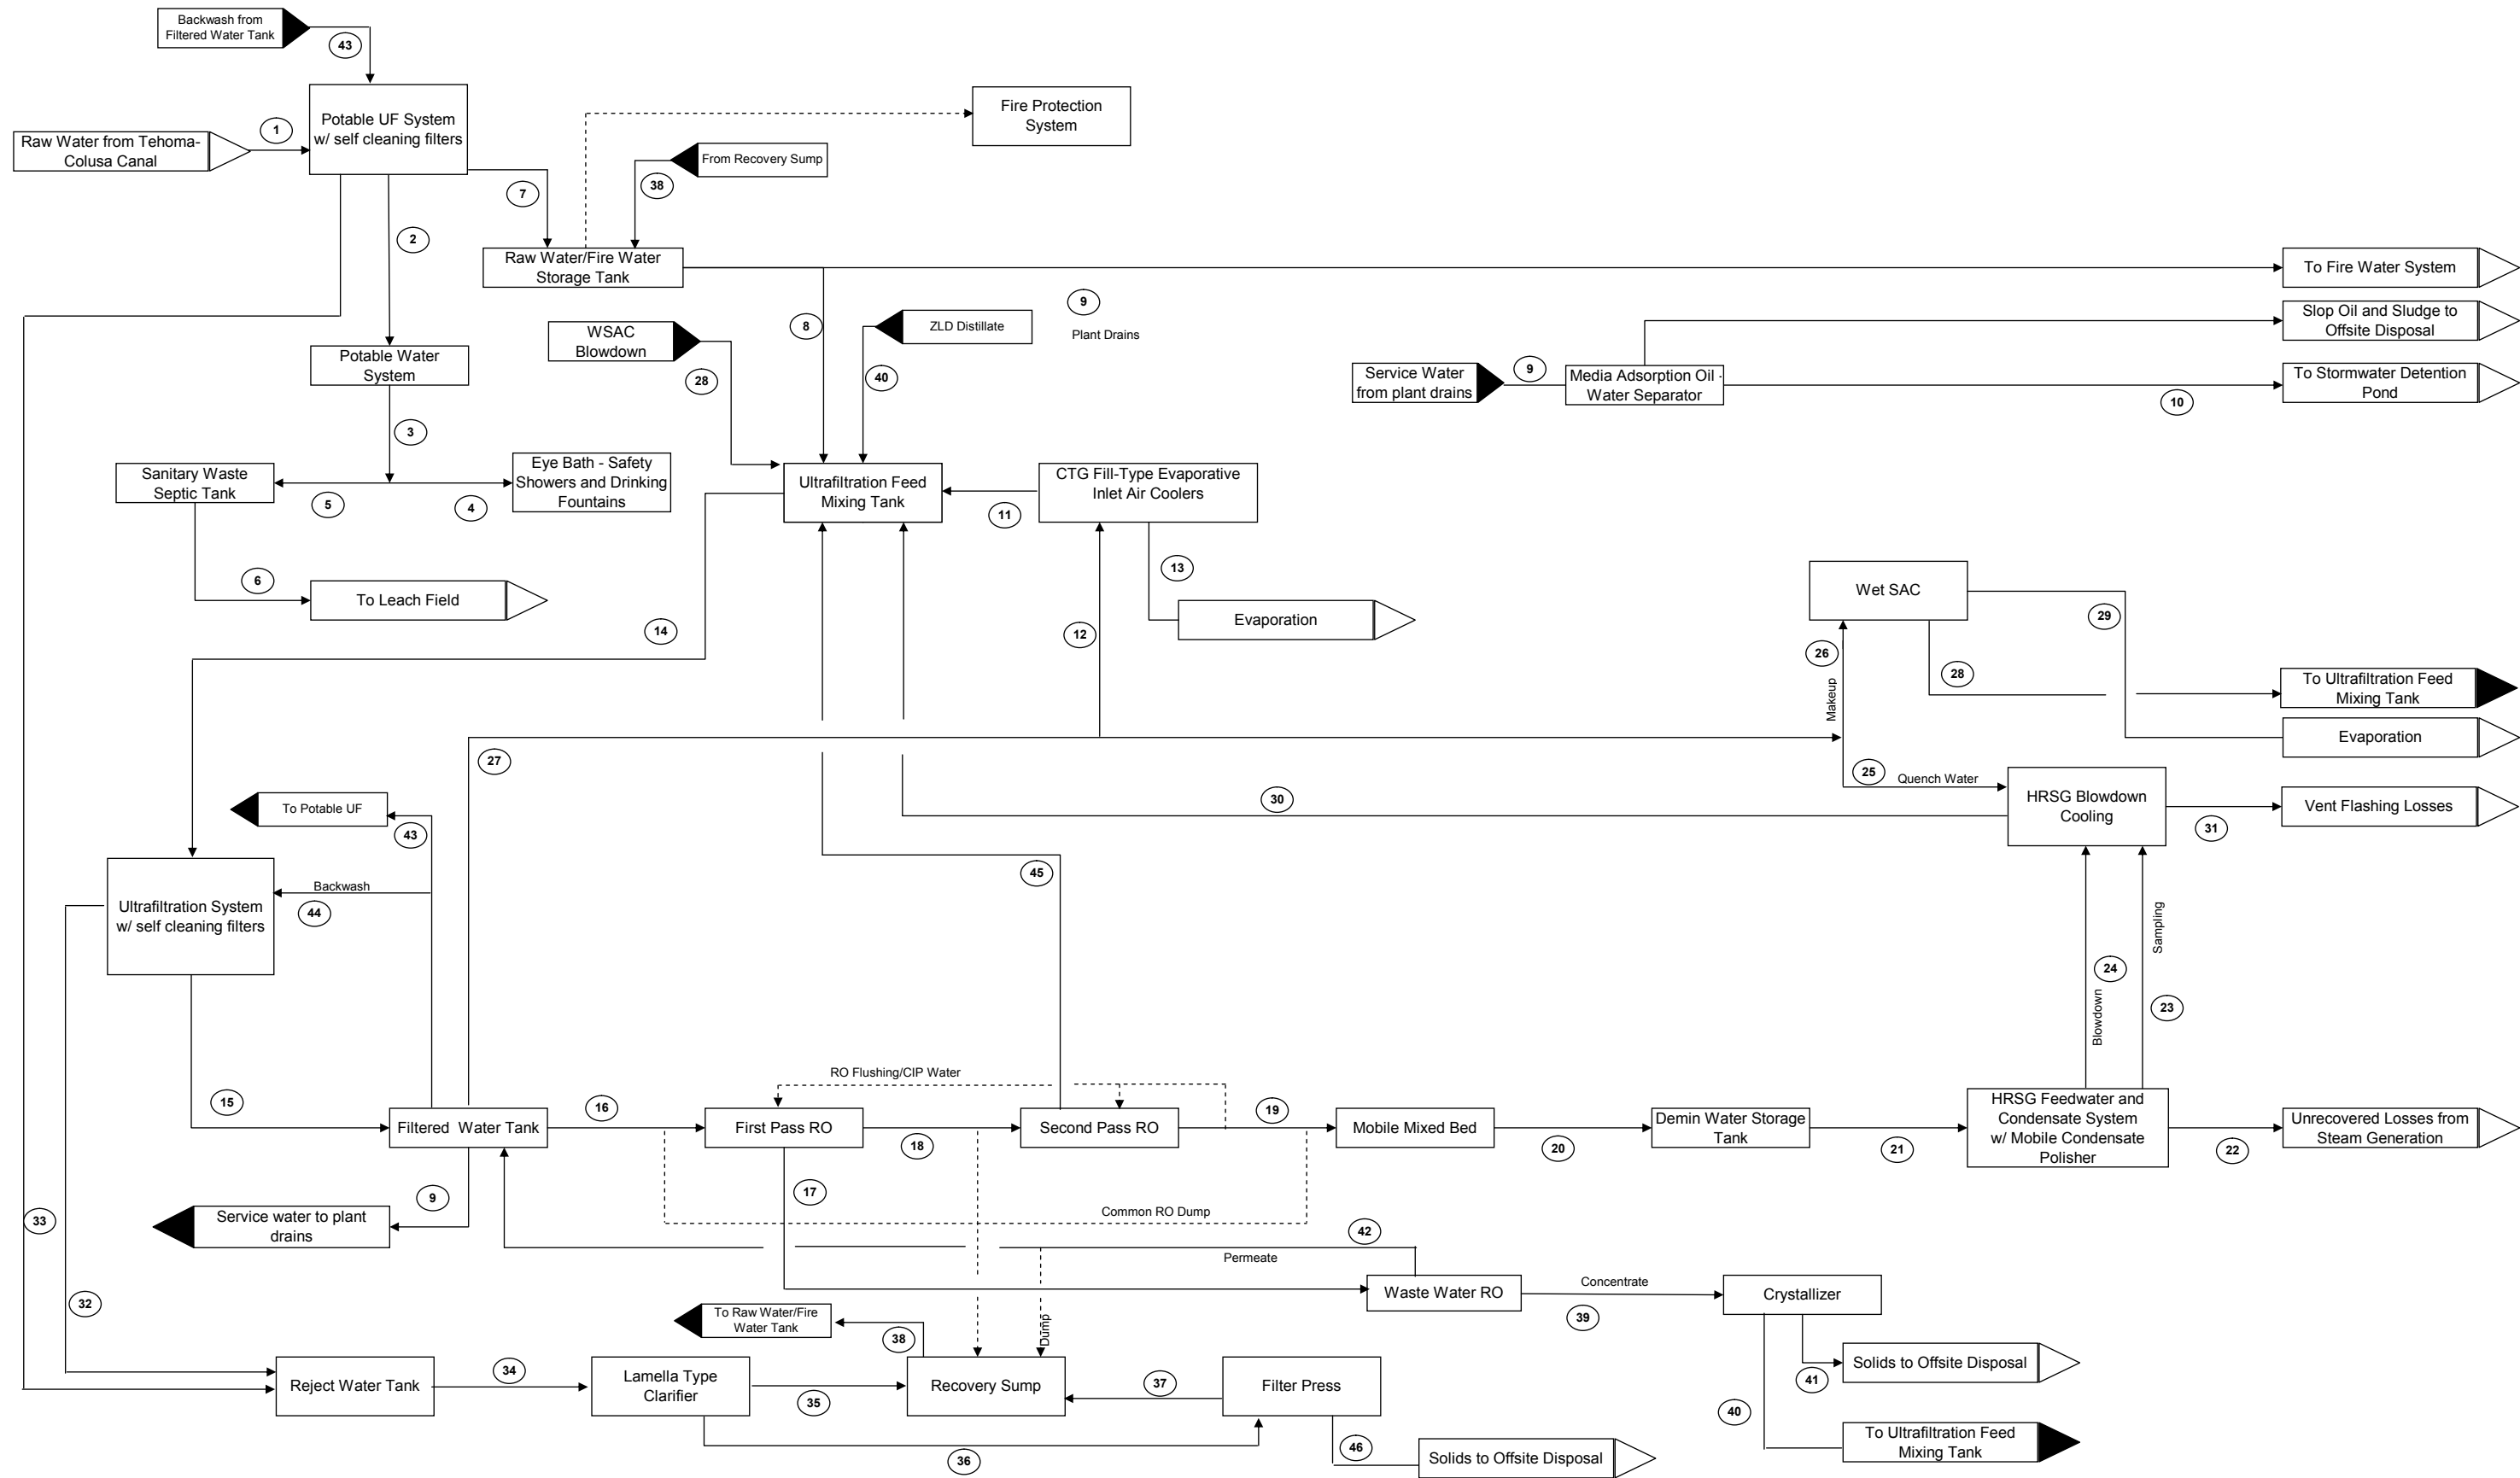 Backwash from
Filtered Water Tank
43
Potable UF System
w/ self cleaning filters
Raw Water from Tehoma-
Colusa Canal
1
Fire Protection
System
From Recovery Sump
38
7
2
Raw Water/Fire Water
Storage Tank
To Fire Water System
9
Plant Drains
8
WSAC
Blowdown
28
ZLD Distillate
40
Slop Oil and Sludge to
Offsite Disposal
Service Water
from plant drains
9
Media Adsorption Oil -
Water Separator
To Stormwater Detention
Pond
10
Potable Water
System
3
Sanitary Waste
Septic Tank
5
4
Eye Bath - Safety
Showers and Drinking
Fountains
Ultrafiltration Feed
Mixing Tank
11
CTG Fill-Type Evaporative
Inlet Air Coolers
6
To Leach Field
13
Evaporation
14
12
Wet SAC
29
26
Makeup
28
To Ultrafiltration Feed
Mixing Tank
Evaporation
27
25
Quench Water
HRSG Blowdown
Cooling
Vent Flashing Losses
31
30
To Potable UF
43
45
Ultrafiltration System
w/ self cleaning filters
Backwash
44
Sampling
24
Blowdown
23
RO Flushing/CIP Water
15
Filtered Water Tank
16
First Pass RO
18
Second Pass RO
19
Mobile Mixed Bed
20
Demin Water Storage
Tank
21
HRSG Feedwater and
Condensate System
w/ Mobile Condensate
Polisher
22
Unrecovered Losses from
Steam Generation
17
9
Service water to plant
drains
33
Common RO Dump
42
Permeate
Waste Water RO
Concentrate
39
Crystallizer
32
To Raw Water/Fire
Water Tank
38
Dump
Reject Water Tank
34
Lamella Type
Clarifier
35
Recovery Sump
37
Filter Press
Solids to Offsite Disposal
41
40
To Ultrafiltration Feed
Mixing Tank
36
46
Solids to Offsite Disposal